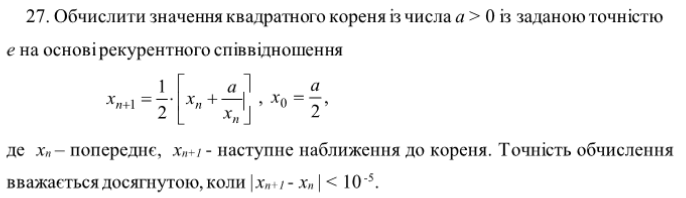 27. Обчислити значення квадратного кореня із числа a > 0 із заданою точністю
e на основі рекурентного співвідношення
x_{n+1} = \frac{1}{2} \cdot \left[ x_n + \frac{a}{x_n} \right], x_0 = \frac{a}{2},
де x_n – попереднє, x_{n+1} - наступне наближення до кореня. Точність обчислення
вважається досягнутою, коли | x_{n+1} - x_n | < 10^{-5}.